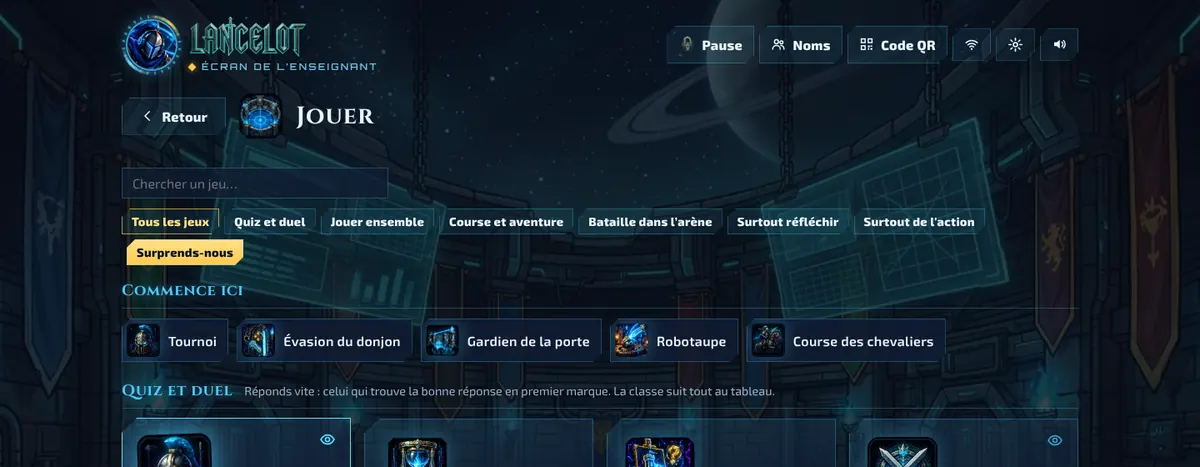 LANCELOT
ÉCRAN DE L'ENSEIGNANT
Pause
Noms
Code QR
Retour
Jouer
Chercher un jeu…
Tous les jeux
Quiz et duel
Jouer ensemble
Course et aventure
Bataille dans l'arène
Surtout réfléchir
Surtout de l'action
Surprends-nous
Commence ici
Tournoi
Évasion du donjon
Gardien de la porte
Robotaupe
Course des chevaliers
Quiz et duel
Réponds vite : celui qui trouve la bonne réponse en premier marque. La classe suit tout au tableau.